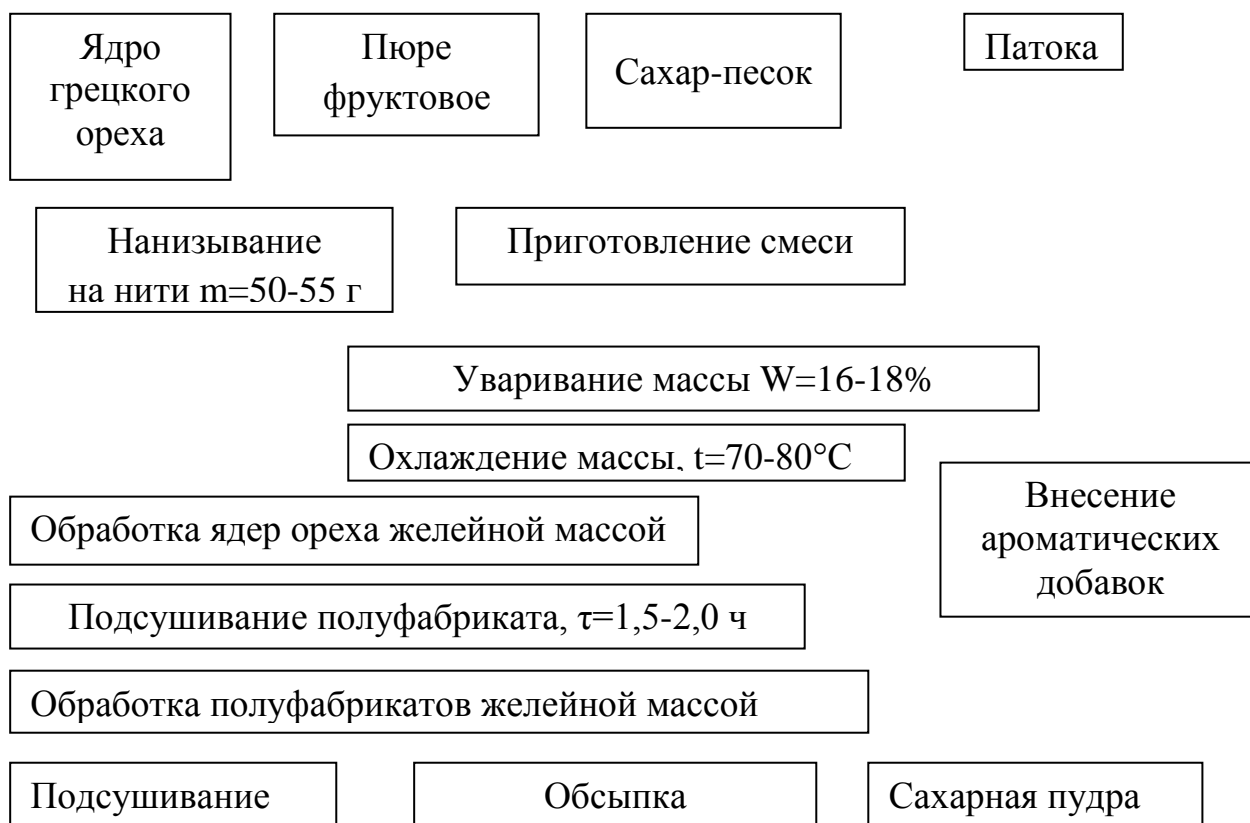 Ядро
грецкого
ореха
Пюре
фруктовое
Сахар-песок
Патока
Нанизывание
на нити m=50-55 г
Приготовление смеси
Уваривание массы W=16-18%
Охлаждение массы, t=70-80°С
Внесение
ароматических
добавок
Обработка ядер ореха желейной массой
Подсушивание полуфабриката, τ=1,5-2,0 ч
Обработка полуфабрикатов желейной массой
Подсушивание
Обсыпка
Сахарная пудра